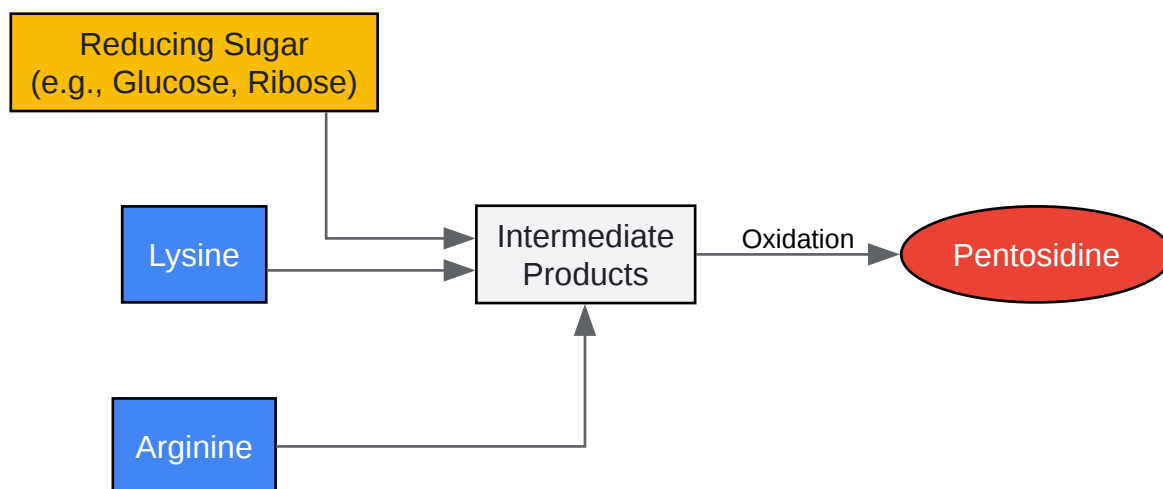 Reducing Sugar
(e.g., Glucose, Ribose)
Lysine
Intermediate
Products
Oxidation
Pentosidine
Arginine